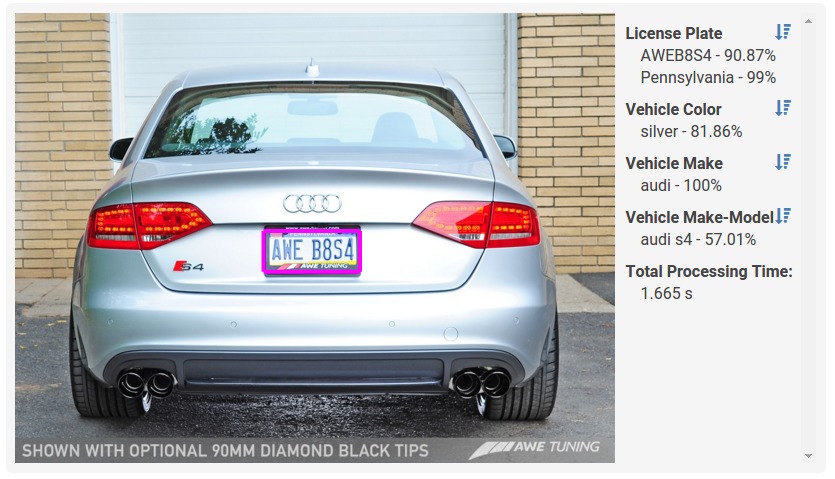 S4
AWE B8S4
AWE TUNING
SHOWN WITH OPTIONAL 90MM DIAMOND BLACK TIPS
AWE TUNING
License Plate
AWEB8S4 - 90.87%
Pennsylvania - 99%
Vehicle Color
silver - 81.86%
Vehicle Make
audi - 100%
Vehicle Make-Model
audi s4 - 57.01%
Total Processing Time:
1.665 s